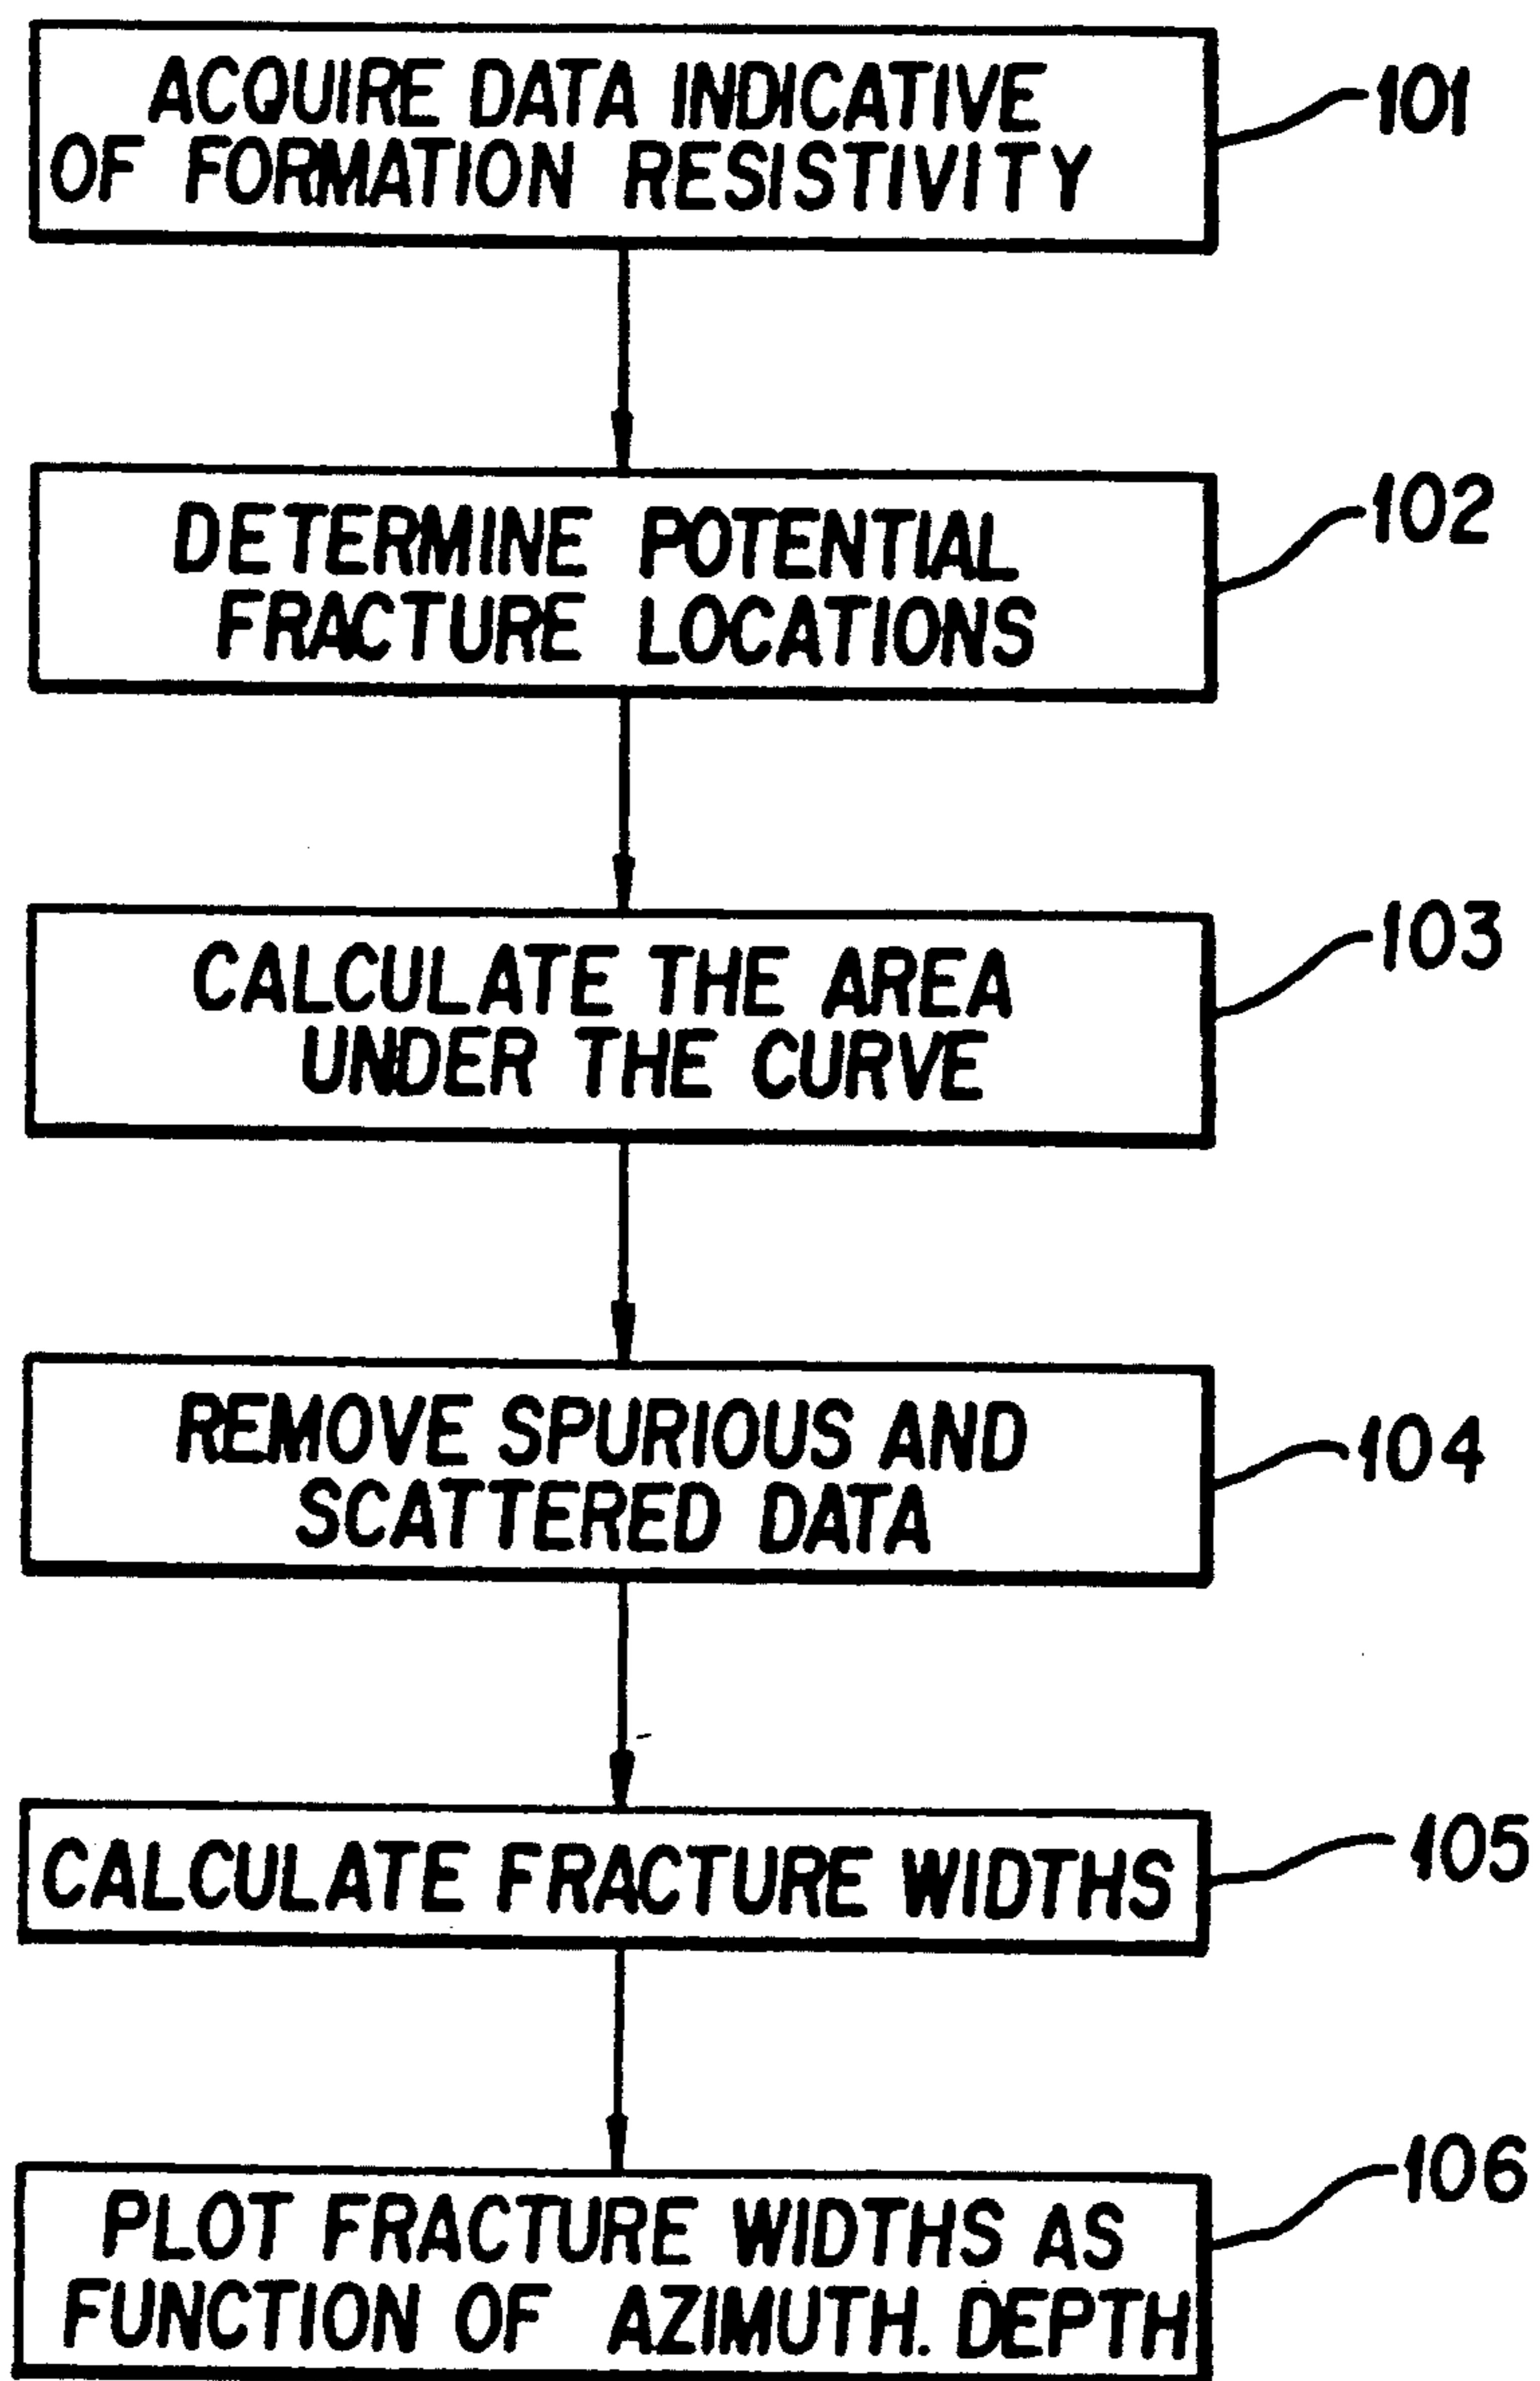 ACQUIRE DATA INDICATIVE
OF FORMATION RESISTIVITY
101
DETERMINE POTENTIAL
FRACTURE LOCATIONS
102
CALCULATE THE AREA
UNDER THE CURVE
103
REMOVE SPURIOUS AND
SCATTERED DATA
104
CALCULATE FRACTURE WIDTHS
105
PLOT FRACTURE WIDTHS AS
FUNCTION OF AZIMUTH. DEPTH
106